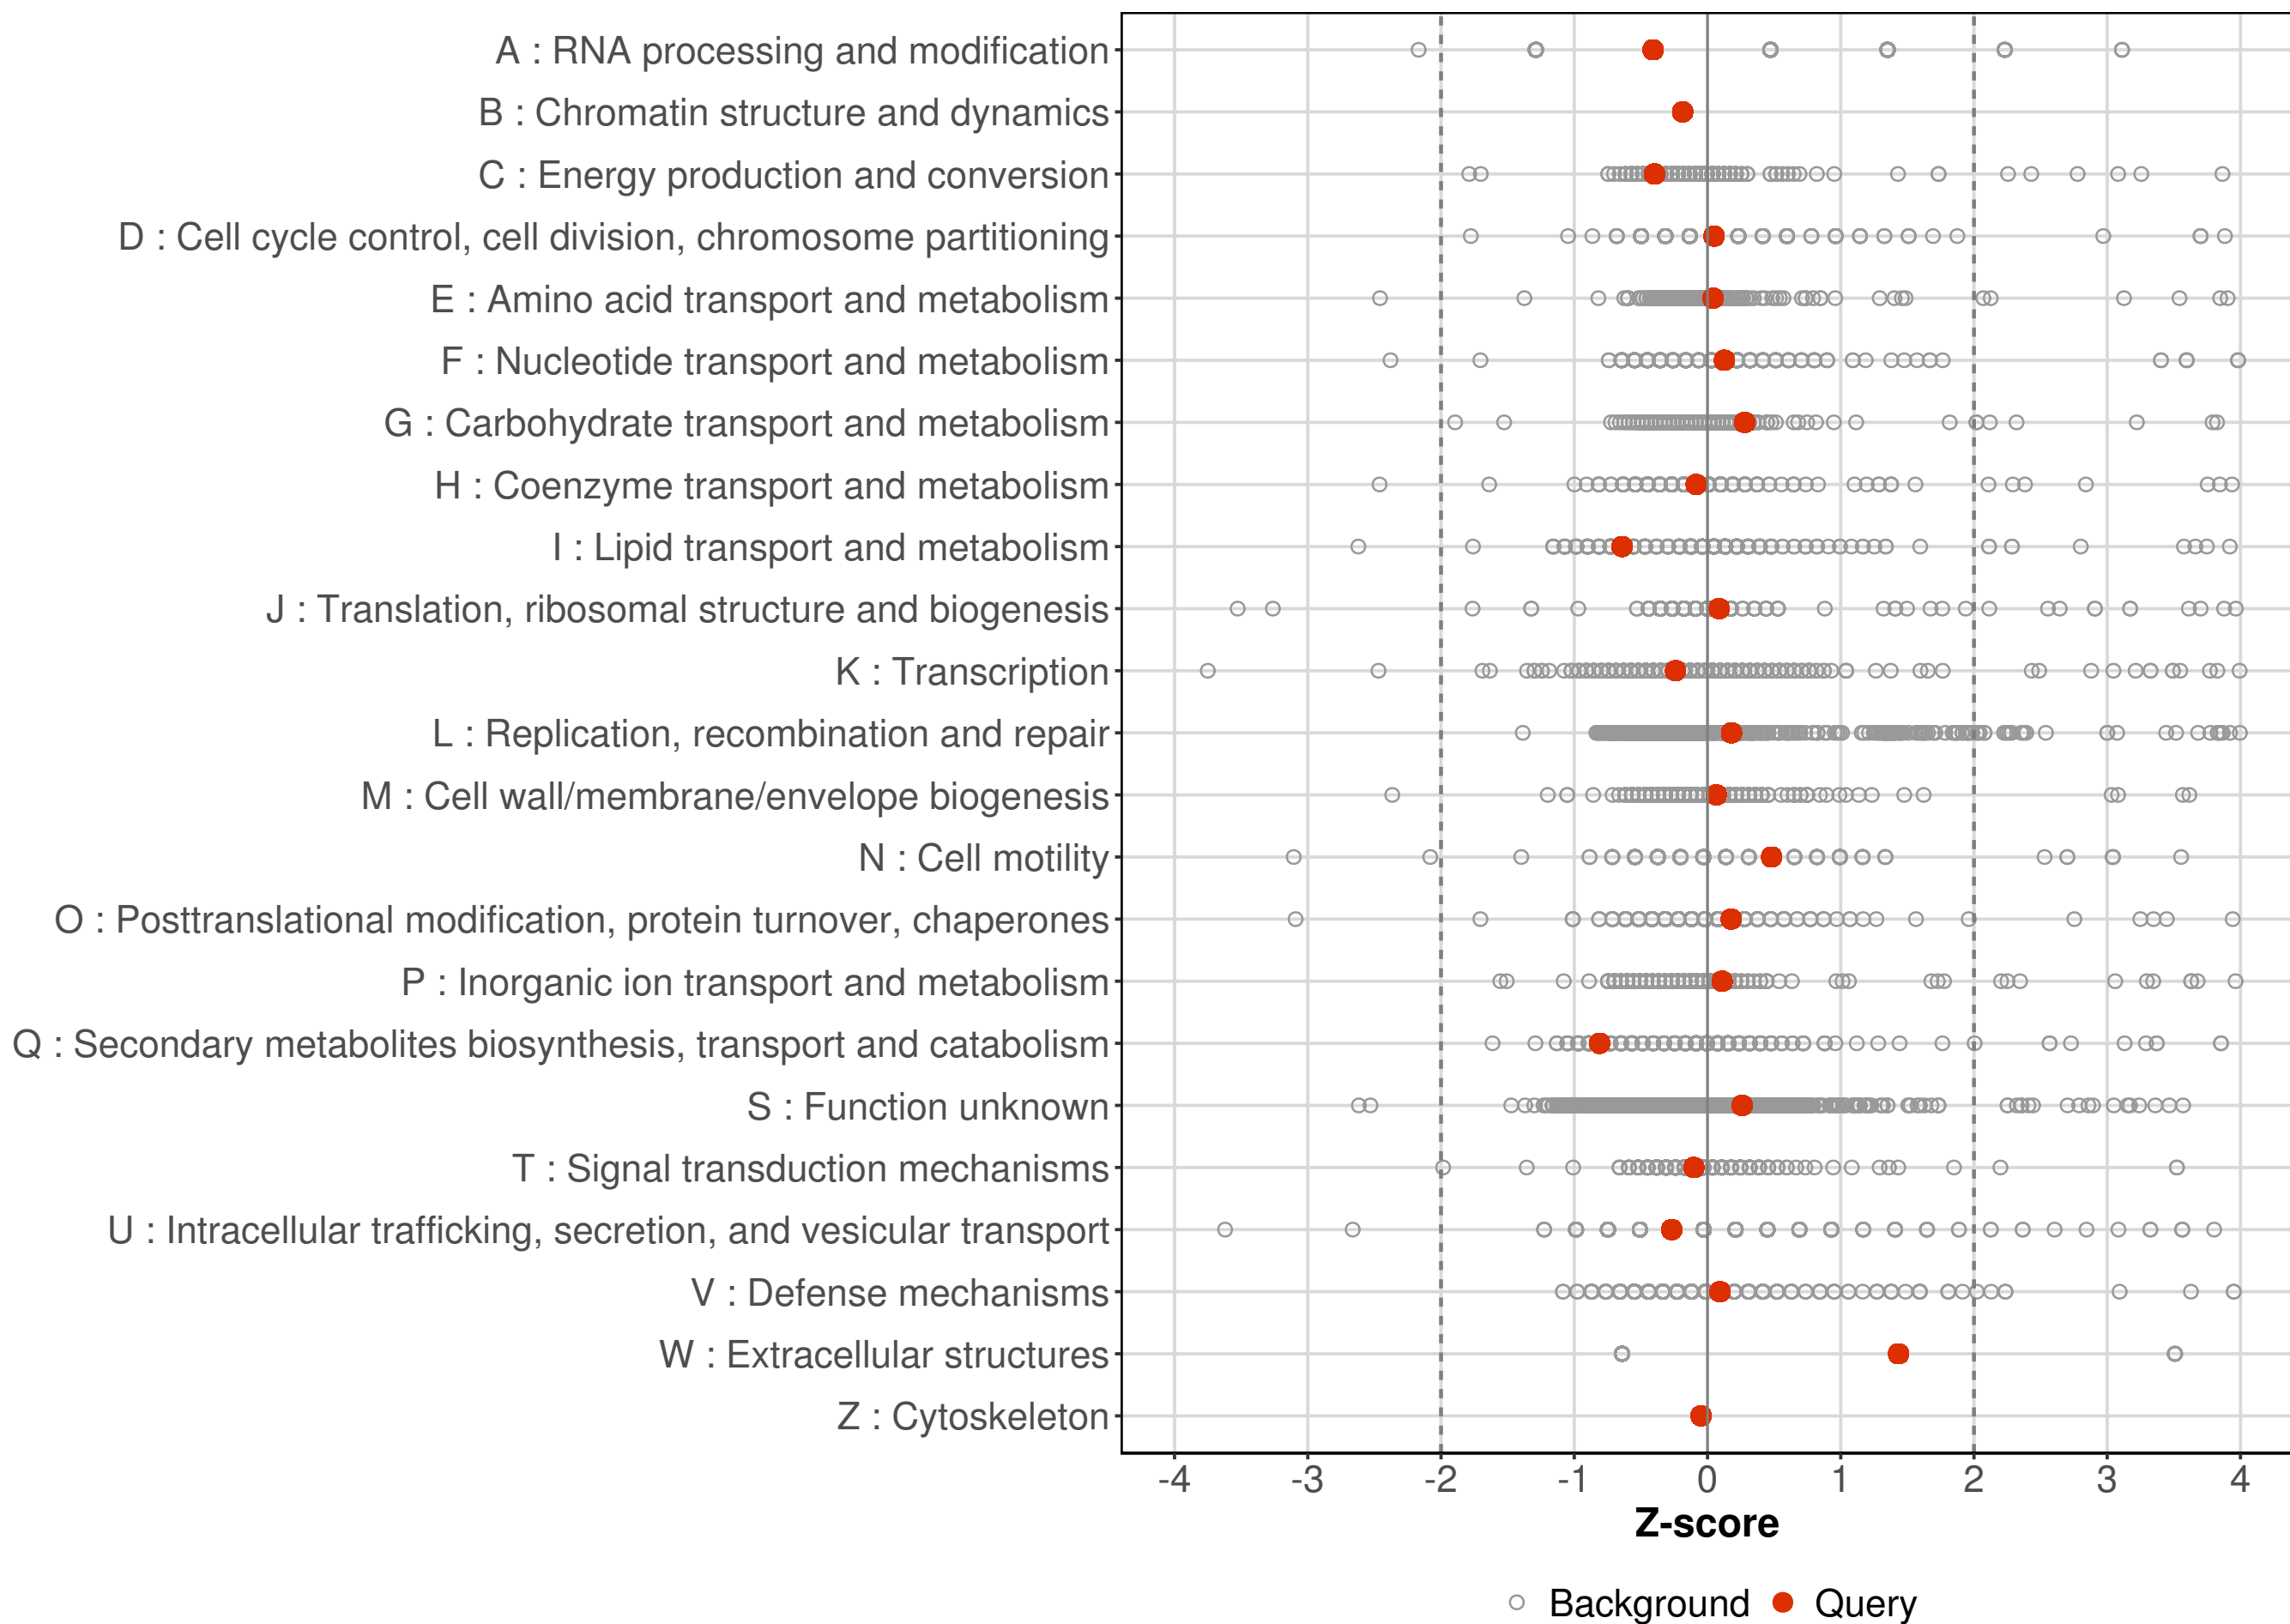 A : RNA processing and modification
B : Chromatin structure and dynamics
C : Energy production and conversion
D : Cell cycle control, cell division, chromosome partitioning
E : Amino acid transport and metabolism
F : Nucleotide transport and metabolism
G : Carbohydrate transport and metabolism
H : Coenzyme transport and metabolism
I : Lipid transport and metabolism
J : Translation, ribosomal structure and biogenesis
K : Transcription
L : Replication, recombination and repair
M : Cell wall/membrane/envelope biogenesis
N : Cell motility
O : Posttranslational modification, protein turnover, chaperones
P : Inorganic ion transport and metabolism
Q : Secondary metabolites biosynthesis, transport and catabolism
S : Function unknown
T : Signal transduction mechanisms
U : Intracellular trafficking, secretion, and vesicular transport
V : Defense mechanisms
W : Extracellular structures
Z : Cytoskeleton
-4 -3 -2 -1 0 1 2 3 4
Z-score
Background Query